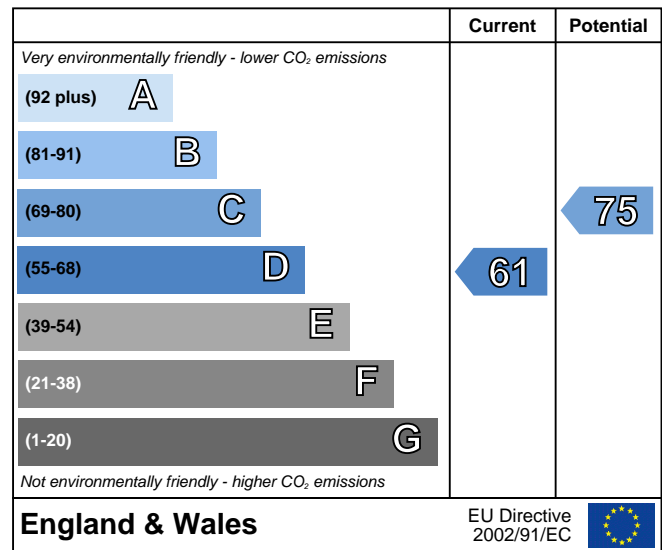 Current Potential
Very environmentally friendly - lower CO₂ emissions
(92 plus) A
(81-91) B
(69-80) C 75
(55-68) D 61
(39-54) E
(21-38) F
(1-20) G
Not environmentally friendly - higher CO₂ emissions
England & Wales
EU Directive
2002/91/EC